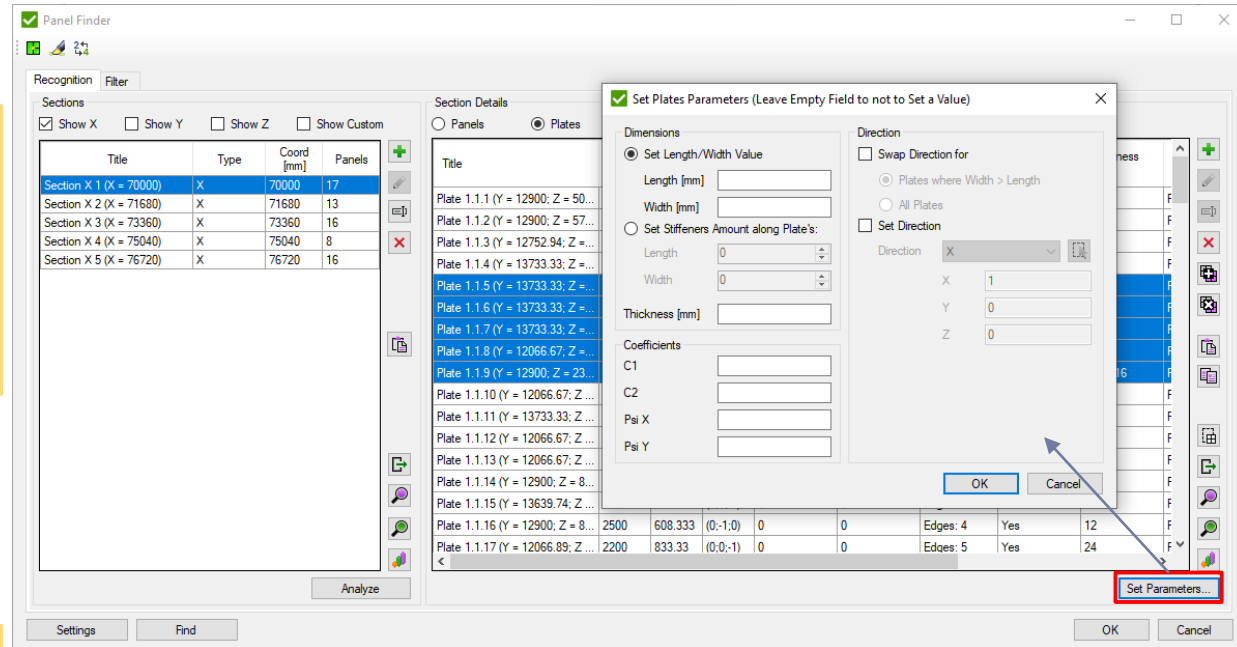 Panel Finder
Recognition Filter
Sections
Show X Show Y Show Z Show Custom
Title Type Coord [mm] Panels
Section X 1 (X = 70000) X 70000 17
Section X 2 (X = 71680) X 71680 13
Section X 3 (X = 73360) X 73360 16
Section X 4 (X = 75040) X 75040 8
Section X 5 (X = 76720) X 76720 16
Analyze
Section Details
Panels Plates
Title
Plate 1.1.1 (Y = 12900; Z = 50...
Plate 1.1.2 (Y = 12900; Z = 57...
Plate 1.1.3 (Y = 12752.94; Z =...
Plate 1.1.4 (Y = 13733.33; Z =...
Plate 1.1.5 (Y = 13733.33; Z =...
Plate 1.1.6 (Y = 13733.33; Z =...
Plate 1.1.7 (Y = 13733.33; Z =...
Plate 1.1.8 (Y = 12066.67; Z =...
Plate 1.1.9 (Y = 12900; Z = 23... 16
Plate 1.1.10 (Y = 12066.67; Z ...
Plate 1.1.11 (Y = 13733.33; Z ...
Plate 1.1.12 (Y = 12066.67; Z ...
Plate 1.1.13 (Y = 12066.67; Z ...
Plate 1.1.14 (Y = 12900; Z = 8...
Plate 1.1.15 (Y = 13639.74; Z ...
Plate 1.1.16 (Y = 12900; Z = 8... 2500 608.333 (0;-1;0) 0 0 Edges: 4 Yes 12
Plate 1.1.17 (Y = 12066.89; Z ... 2200 833.33 (0;0;-1) 0 0 Edges: 5 Yes 24
Set Parameters...
Set Plates Parameters (Leave Empty Field to not to Set a Value)
Dimensions
Set Length/Width Value
Length [mm]
Width [mm]
Set Stiffeners Amount along Plate's:
Length 0
Width 0
Thickness [mm]
Coefficients
C1
C2
Psi X
Psi Y
Direction
Swap Direction for
Plates where Width > Length
All Plates
Set Direction
Direction X
X 1
Y 0
Z 0
OK Cancel
Settings Find OK Cancel